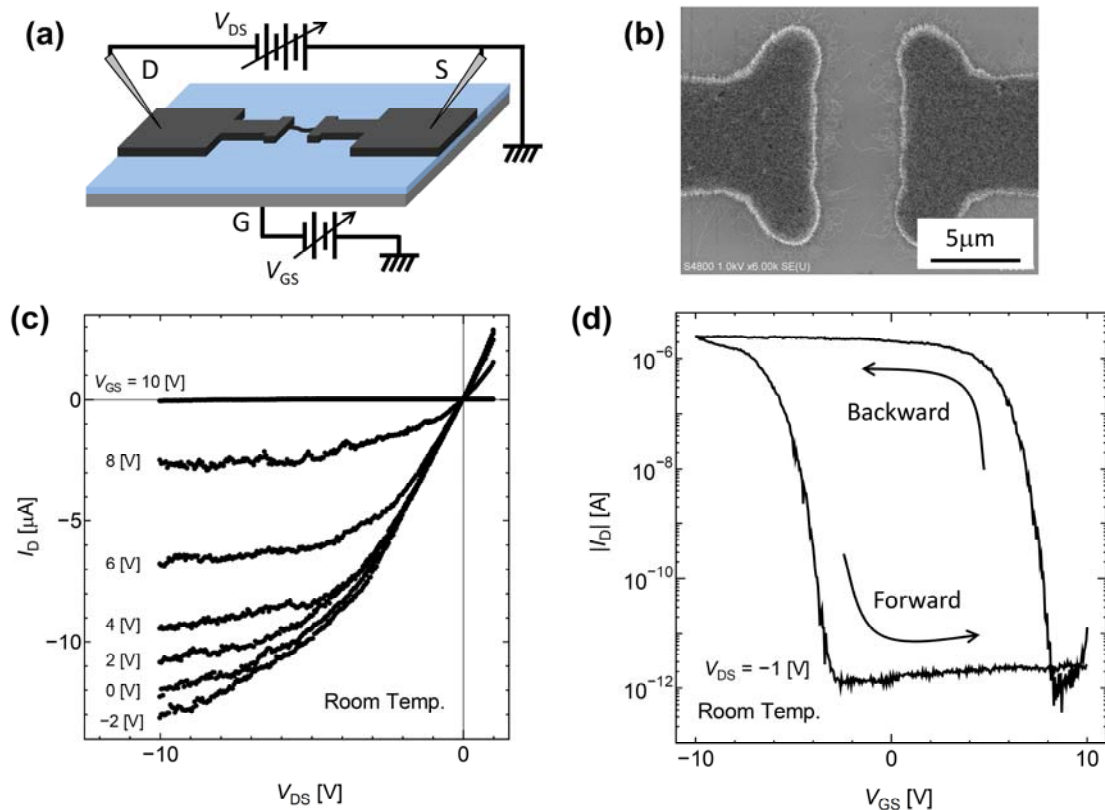 (a)
V_DS
D
S
G
V_GS
(b)
5μm
S4800 1.0kV x6.00k SE(U)
(c)
V_GS = 10 [V]
8 [V]
6 [V]
4 [V]
2 [V]
0 [V]
−2 [V]
0
−5
−10
I_D [μA]
Room Temp.
−10
0
V_DS [V]
(d)
10⁻⁶
10⁻⁸
10⁻¹⁰
10⁻¹²
|I_D| [A]
Backward
Forward
V_DS = −1 [V]
Room Temp.
−10
0
10
V_GS [V]